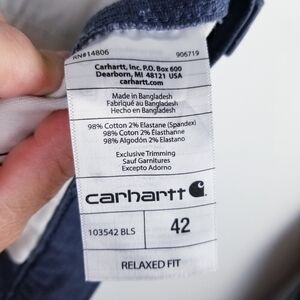 RN#14806 906719
Carhartt, Inc. P.O. Box 600
Dearborn, MI 48121 USA
carhartt.com
Made in Bangladesh
Fabriqué au Bangladesh
Hecho en Bangladesh
98% Cotton 2% Elastane (Spandex)
98% Coton 2% Elasthanne
98% Algodón 2% Elastano
Exclusive Trimming
Sauf Garnitures
Excepto Adorno
carhartt
103542 BLS 42
RELAXED FIT